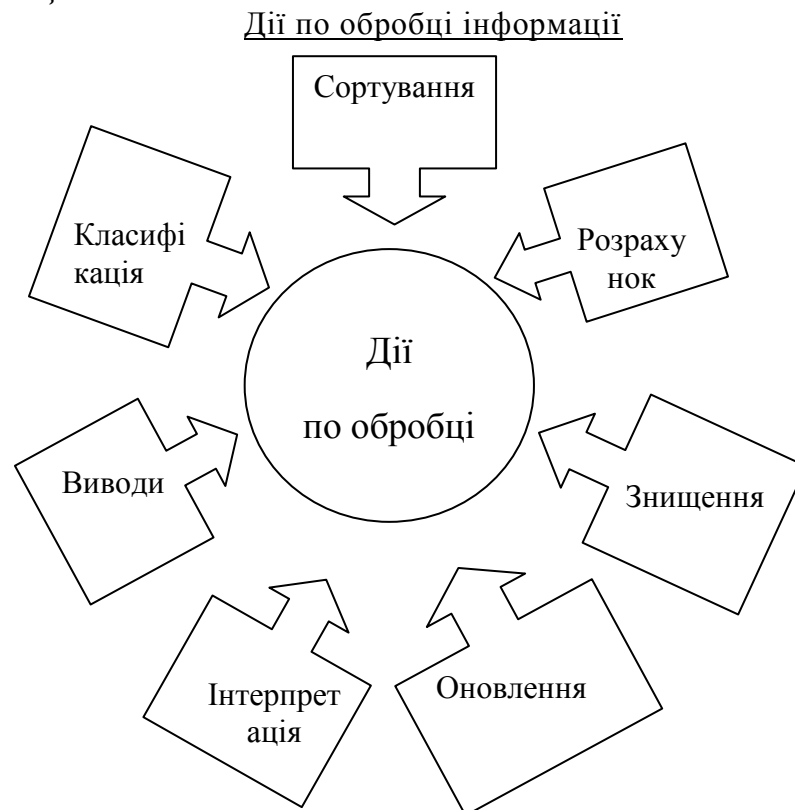 Дії по обробці інформації
Сортування
Класифі
кація
Розраху
нок
Дії
по обробці
Виводи
Знищення
Інтерпрет
ація
Оновлення